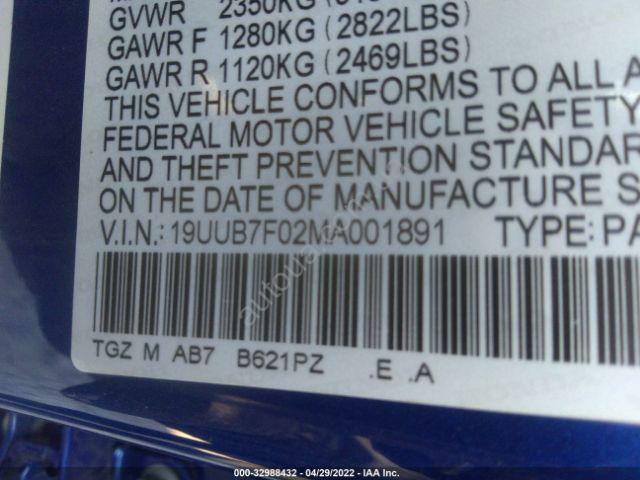 GVWR 2350KG
GAWR F 1280KG (2822LBS)
GAWR R 1120KG (2469LBS)
THIS VEHICLE CONFORMS TO ALL A
FEDERAL MOTOR VEHICLE SAFETY
AND THEFT PREVENTION STANDAR
ON THE DATE OF MANUFACTURE S
V.I.N.: 19UUB7F02MA001891 TYPE:PA
TGZ M AB7 B621PZ .E .A
000-32988432 - 04/29/2022 - IAA Inc.